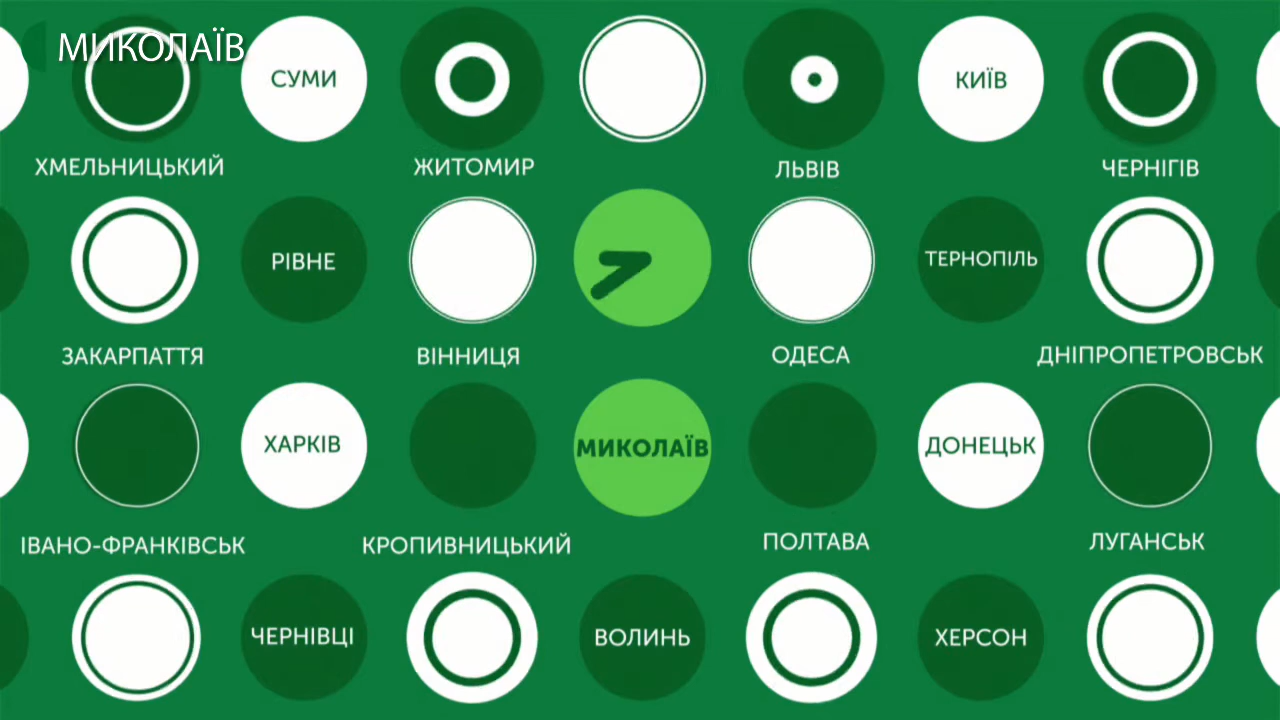 МИКОЛАЇВ
СУМИ
КИЇВ
ХМЕЛЬНИЦЬКИЙ
ЖИТОМИР
ЛЬВІВ
ЧЕРНІГІВ
РІВНЕ
ТЕРНОПІЛЬ
ЗАКАРПАТТЯ
ВІННИЦЯ
ОДЕСА
ДНІПРОПЕТРОВСЬК
ХАРКІВ
МИКОЛАЇВ
ДОНЕЦЬК
ІВАНО-ФРАНКІВСЬК
КРОПИВНИЦЬКИЙ
ПОЛТАВА
ЛУГАНСЬК
ЧЕРНІВЦІ
ВОЛИНЬ
ХЕРСОН